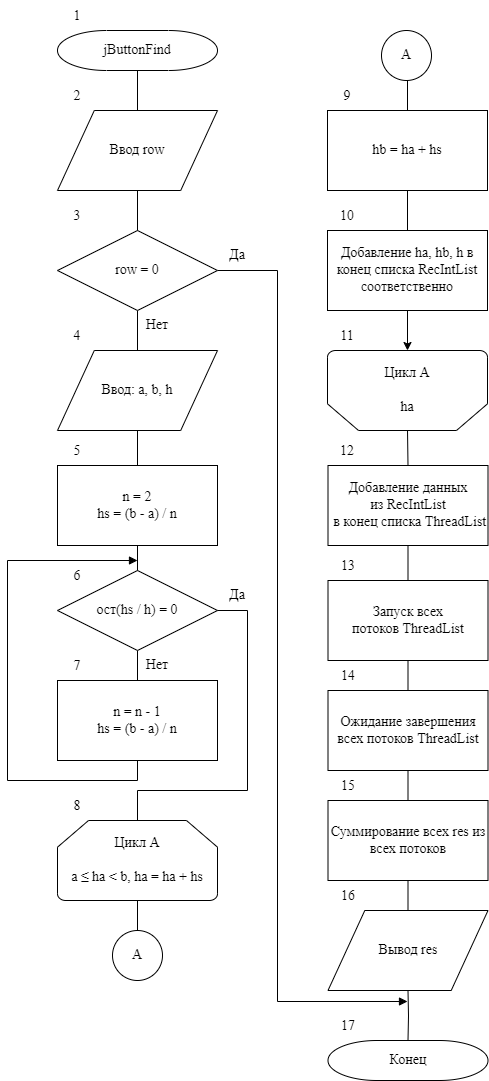 1
jButtonFind
2
Ввод row
3
row = 0
Да
Нет
4
Ввод: a, b, h
5
n = 2
hs = (b - a) / n
6
ост(hs / h) = 0
Да
Нет
7
n = n - 1
hs = (b - a) / n
8
Цикл А
a ≤ ha < b, ha = ha + hs
А
А
9
hb = ha + hs
10
Добавление ha, hb, h в
конец списка RecIntList
соответственно
11
Цикл А
ha
12
Добавление данных
из RecIntList
в конец списка ThreadList
13
Запуск всех
потоков ThreadList
14
Ожидание завершения
всех потоков ThreadList
15
Суммирование всех res из
всех потоков
16
Вывод res
17
Конец